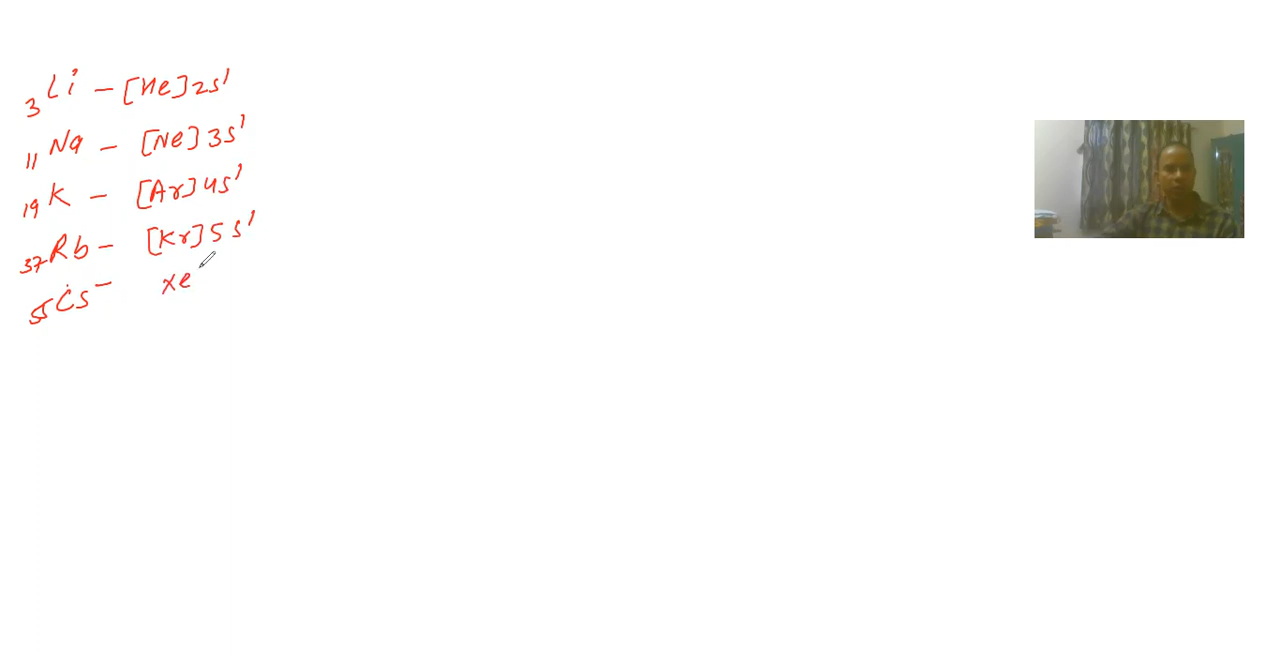 3Li – [He]2s¹
11Na – [Ne]3s¹
19K – [Ar]4s¹
37Rb – [Kr]5s¹
55Cs – Xe